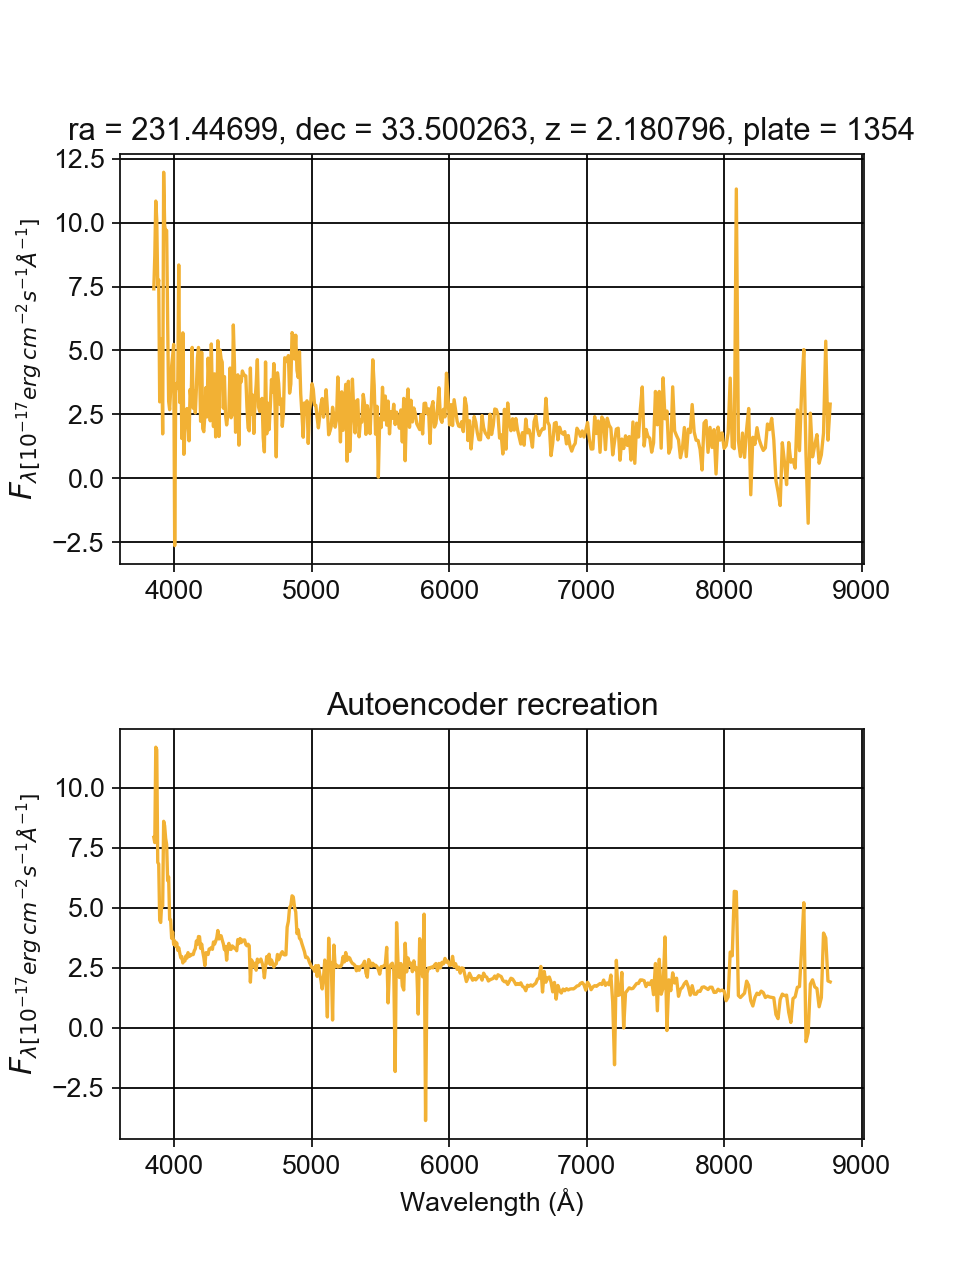 ra = 231.44699, dec = 33.500263, z = 2.180796, plate = 1354
12.5
10.0
7.5
5.0
2.5
0.0
−2.5
F_λ[10^{−17} erg cm^{−2} s^{−1} Å^{−1}]
4000 5000 6000 7000 8000 9000
Autoencoder recreation
10.0
7.5
5.0
2.5
0.0
−2.5
F_λ[10^{−17} erg cm^{−2} s^{−1} Å^{−1}]
4000 5000 6000 7000 8000 9000
Wavelength (Å)